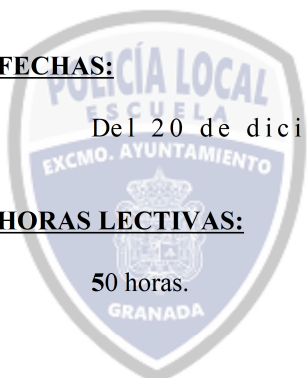 FECHAS:
POLICÍA LOCAL
ESCUELA
Del 20 de dici
EXCMO. AYUNTAMIENTO
HORAS LECTIVAS:
50 horas.
GRANADA